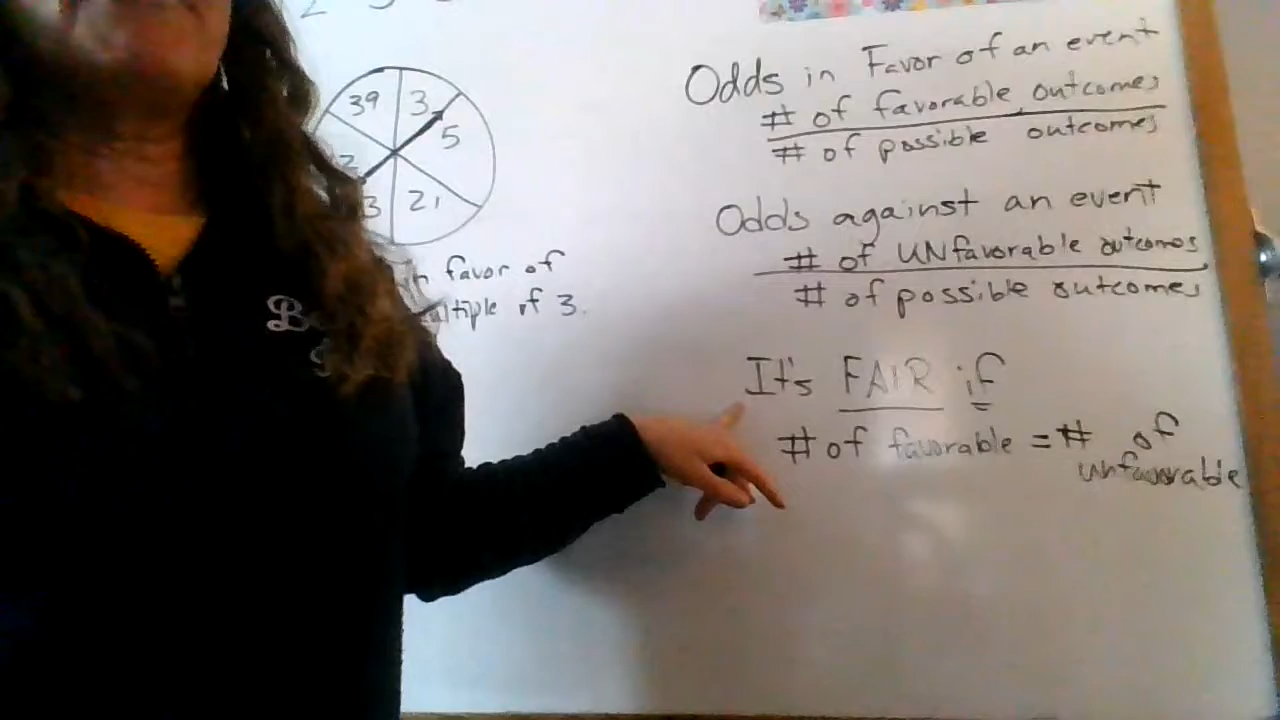 39
3
5
2
3
21
in favor of
multiple of 3.
Odds in Favor of an event
# of favorable outcomes
# of possible outcomes
Odds against an event
# of UNfavorable outcomes
# of possible outcomes
It's FAIR if
# of favorable = # of
unfavorable